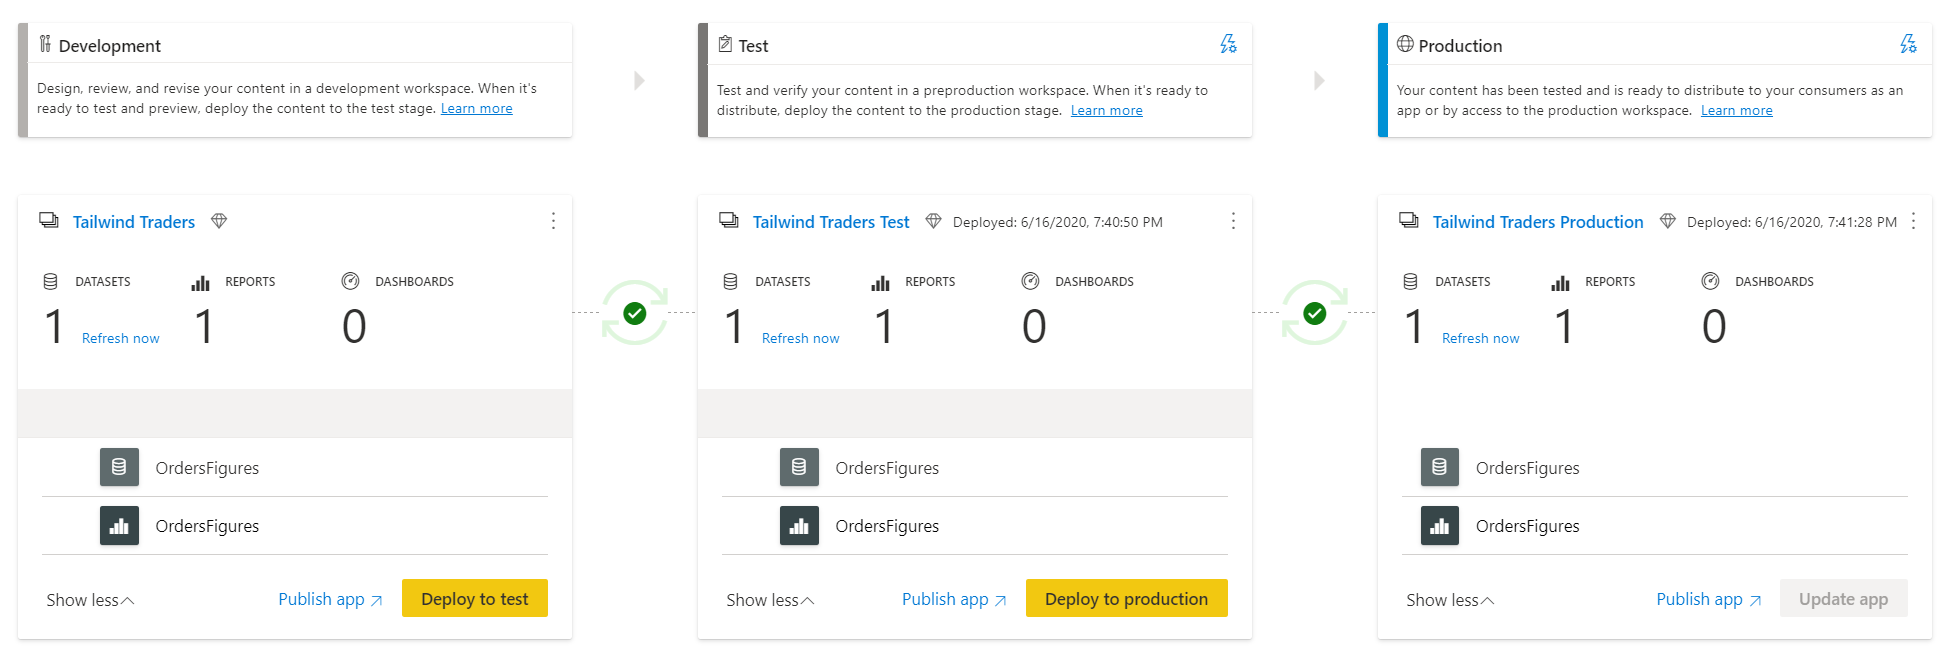 Development
Design, review, and revise your content in a development workspace. When it's
ready to test and preview, deploy the content to the test stage. Learn more
Test
Test and verify your content in a preproduction workspace. When it's ready to
distribute, deploy the content to the production stage. Learn more
Production
Your content has been tested and is ready to distribute to your consumers as an
app or by access to the production workspace. Learn more
Tailwind Traders
DATASETS REPORTS DASHBOARDS
1 Refresh now 1 0
OrdersFigures
OrdersFigures
Show less Publish app Deploy to test
Tailwind Traders Test Deployed: 6/16/2020, 7:40:50 PM
DATASETS REPORTS DASHBOARDS
1 Refresh now 1 0
OrdersFigures
OrdersFigures
Show less Publish app Deploy to production
Tailwind Traders Production Deployed: 6/16/2020, 7:41:28 PM
DATASETS REPORTS DASHBOARDS
1 Refresh now 1 0
OrdersFigures
OrdersFigures
Show less Publish app Update app